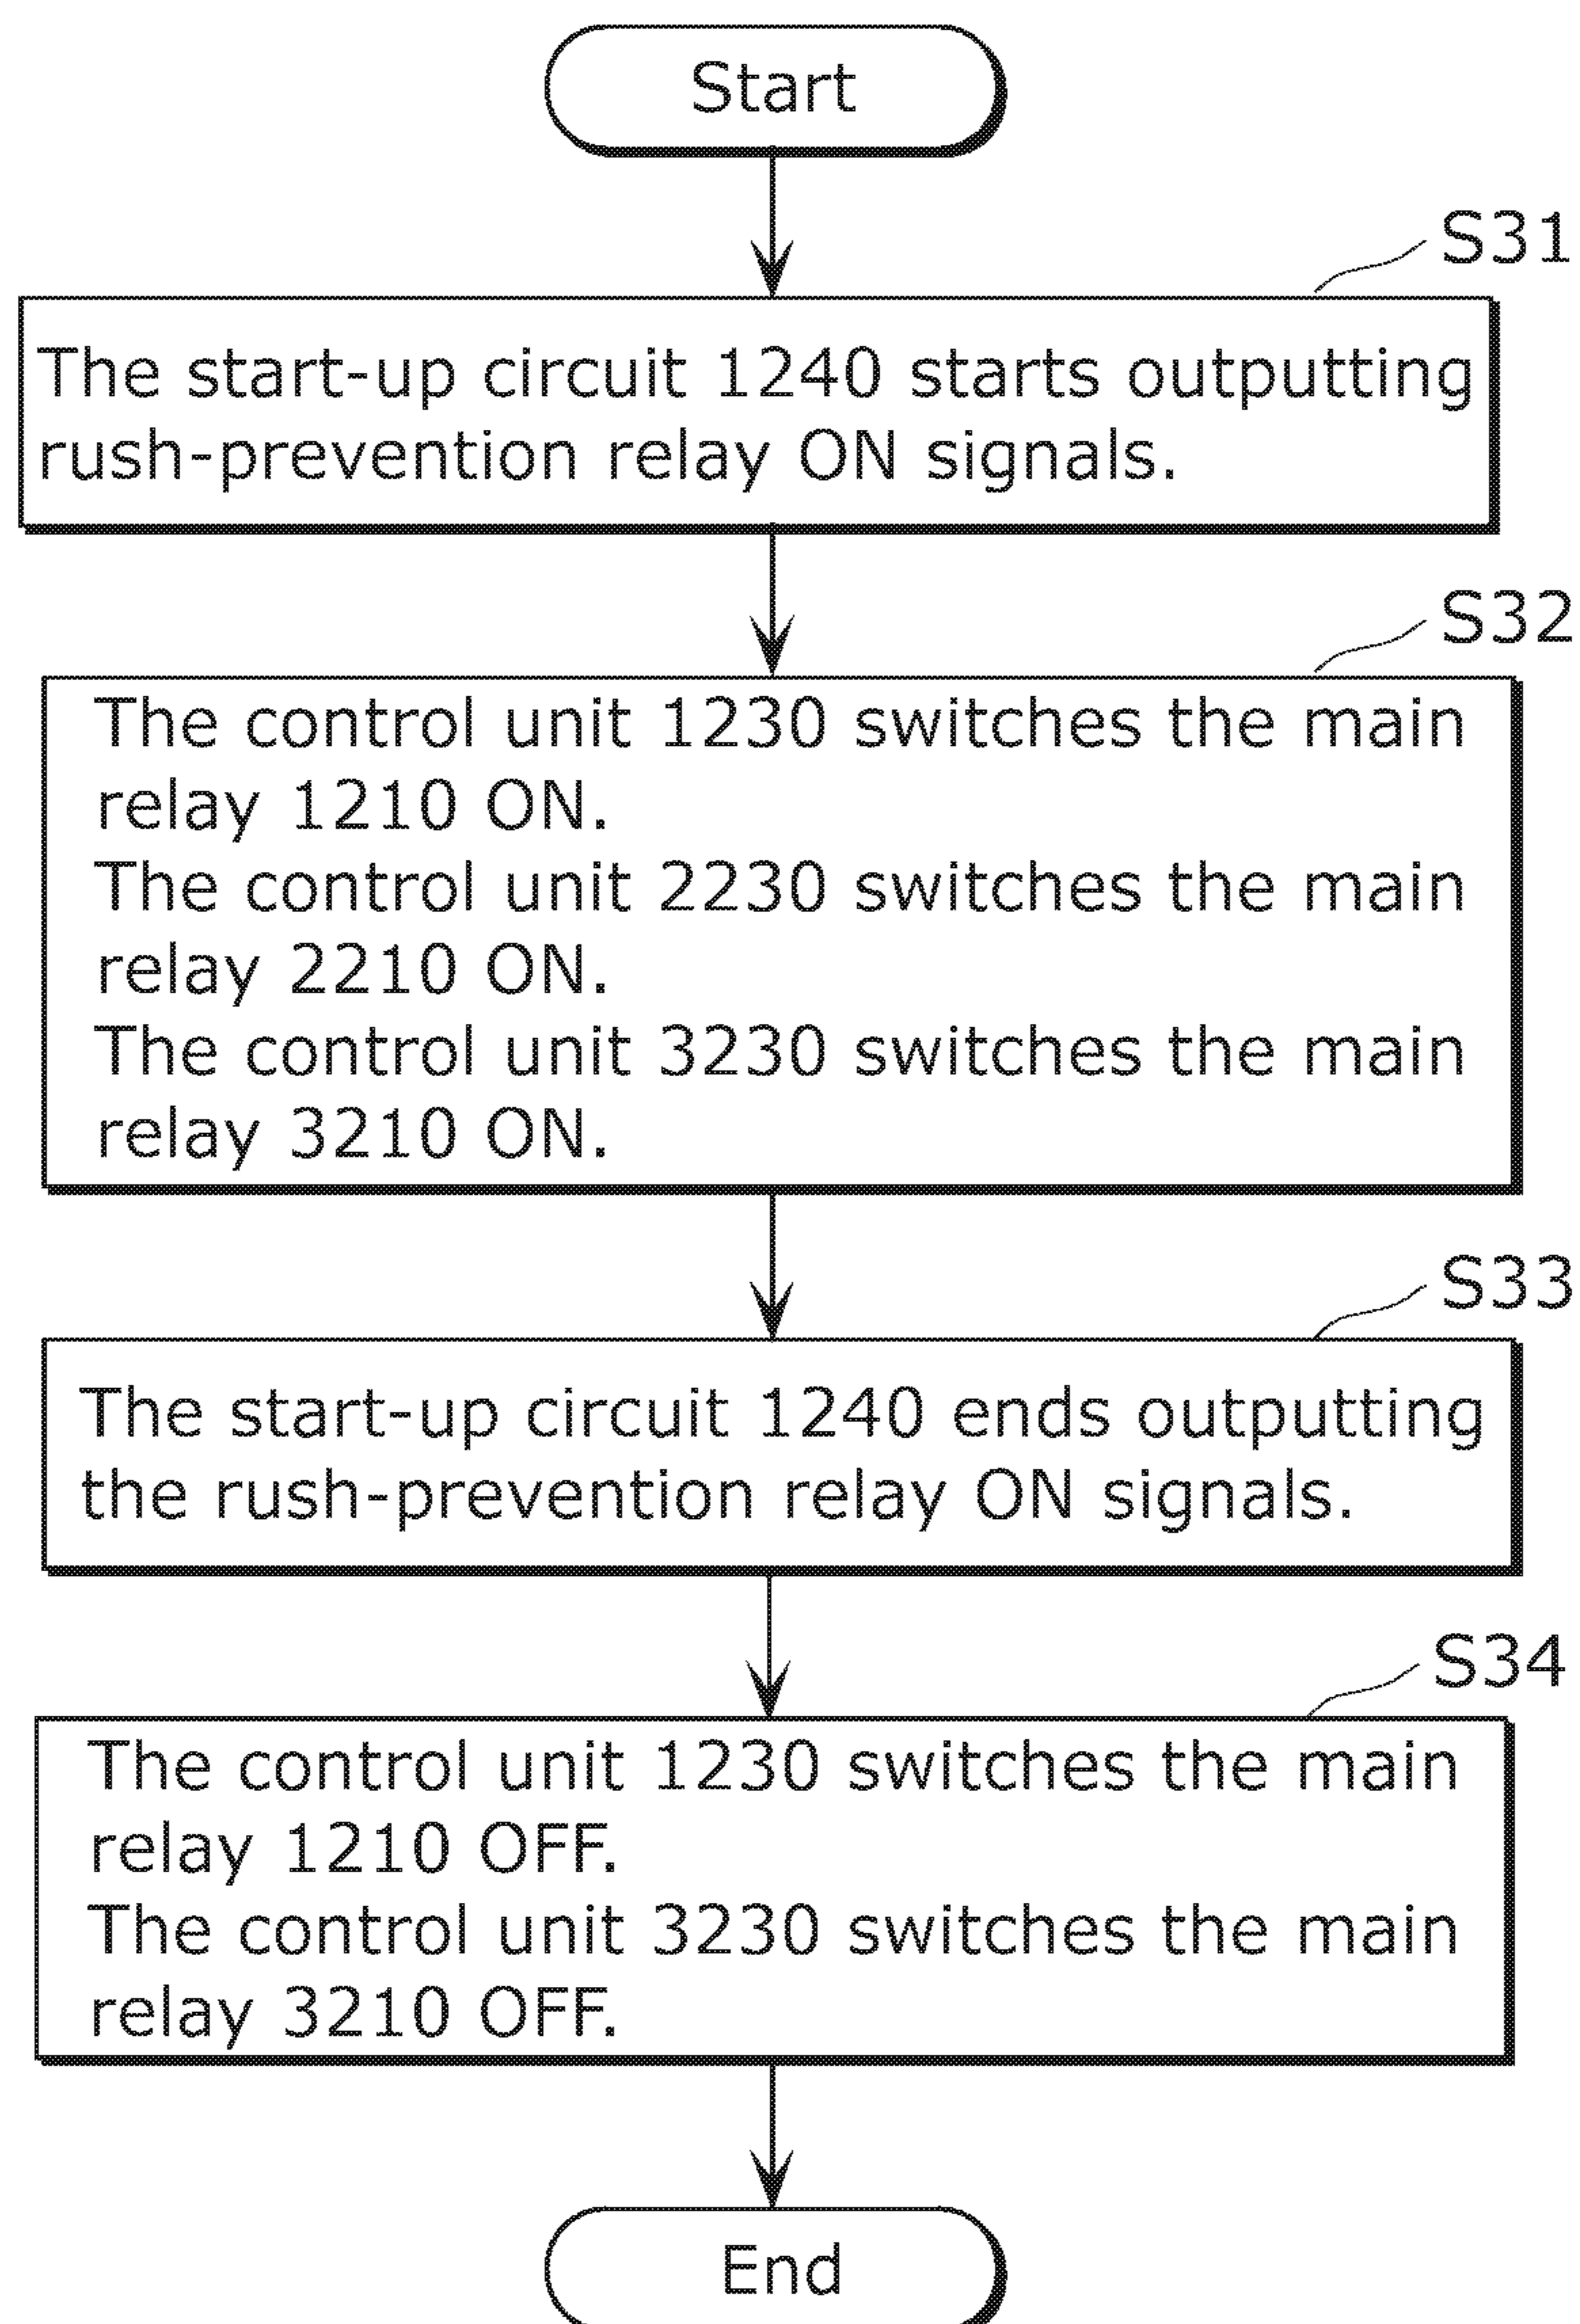 Start
S31
The start-up circuit 1240 starts outputting
rush-prevention relay ON signals.
S32
The control unit 1230 switches the main
relay 1210 ON.
The control unit 2230 switches the main
relay 2210 ON.
The control unit 3230 switches the main
relay 3210 ON.
S33
The start-up circuit 1240 ends outputting
the rush-prevention relay ON signals.
S34
The control unit 1230 switches the main
relay 1210 OFF.
The control unit 3230 switches the main
relay 3210 OFF.
End